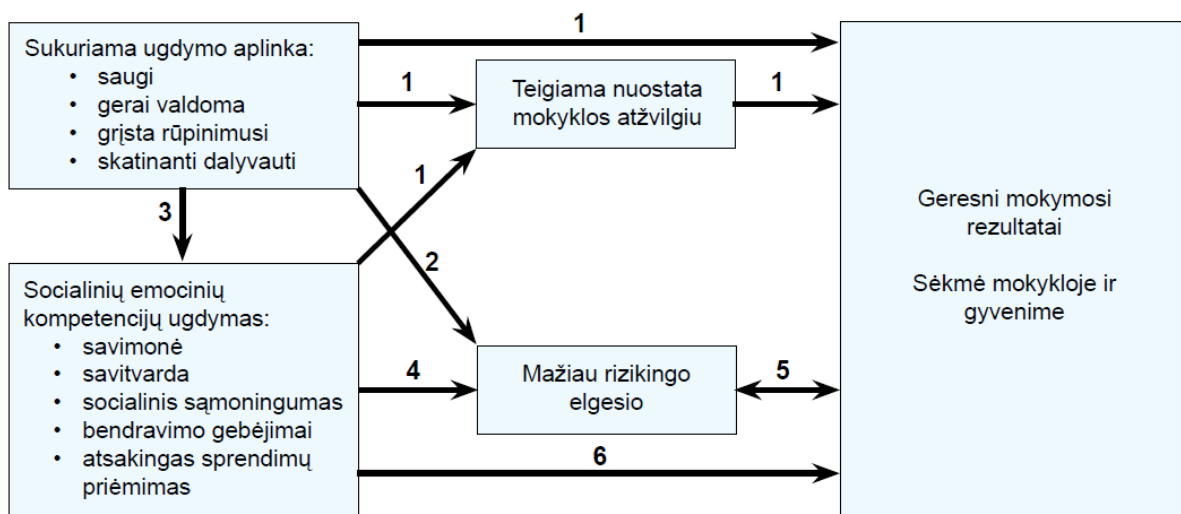 Sukuriama ugdymo aplinka:
• saugi
• gerai valdoma
• grįsta rūpinimusi
• skatinanti dalyvauti
1
1
Teigiama nuostata
mokyklos atžvilgiu
1
1
3
2
Socialinių emocinių
kompetencijų ugdymas:
• savimonė
• savitvarda
• socialinis sąmoningumas
• bendravimo gebėjimai
• atsakingas sprendimų
priėmimas
4
Mažiau rizikingo
elgesio
5
6
Geresni mokymosi
rezultatai
Sėkmė mokykloje ir
gyvenime